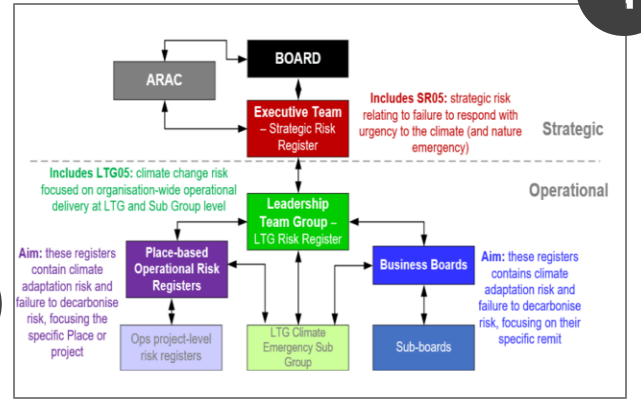 BOARD
ARAC
Executive Team
– Strategic Risk
Register
Includes SR05: strategic risk
relating to failure to respond with
urgency to the climate (and nature
emergency)
Strategic
Includes LTG05: climate change risk
focused on organisation-wide operational
delivery at LTG and Sub Group level
Operational
Leadership
Team Group –
LTG Risk Register
Aim: these registers
contain climate
adaptation risk and
failure to decarbonise
risk, focusing the
specific Place or
project
Place-based
Operational Risk
Registers
Business Boards
Aim: these registers
contains climate
adaptation risk and
failure to decarbonise
risk, focusing on their
specific remit
Ops project-level
risk registers
LTG Climate
Emergency Sub
Group
Sub-boards